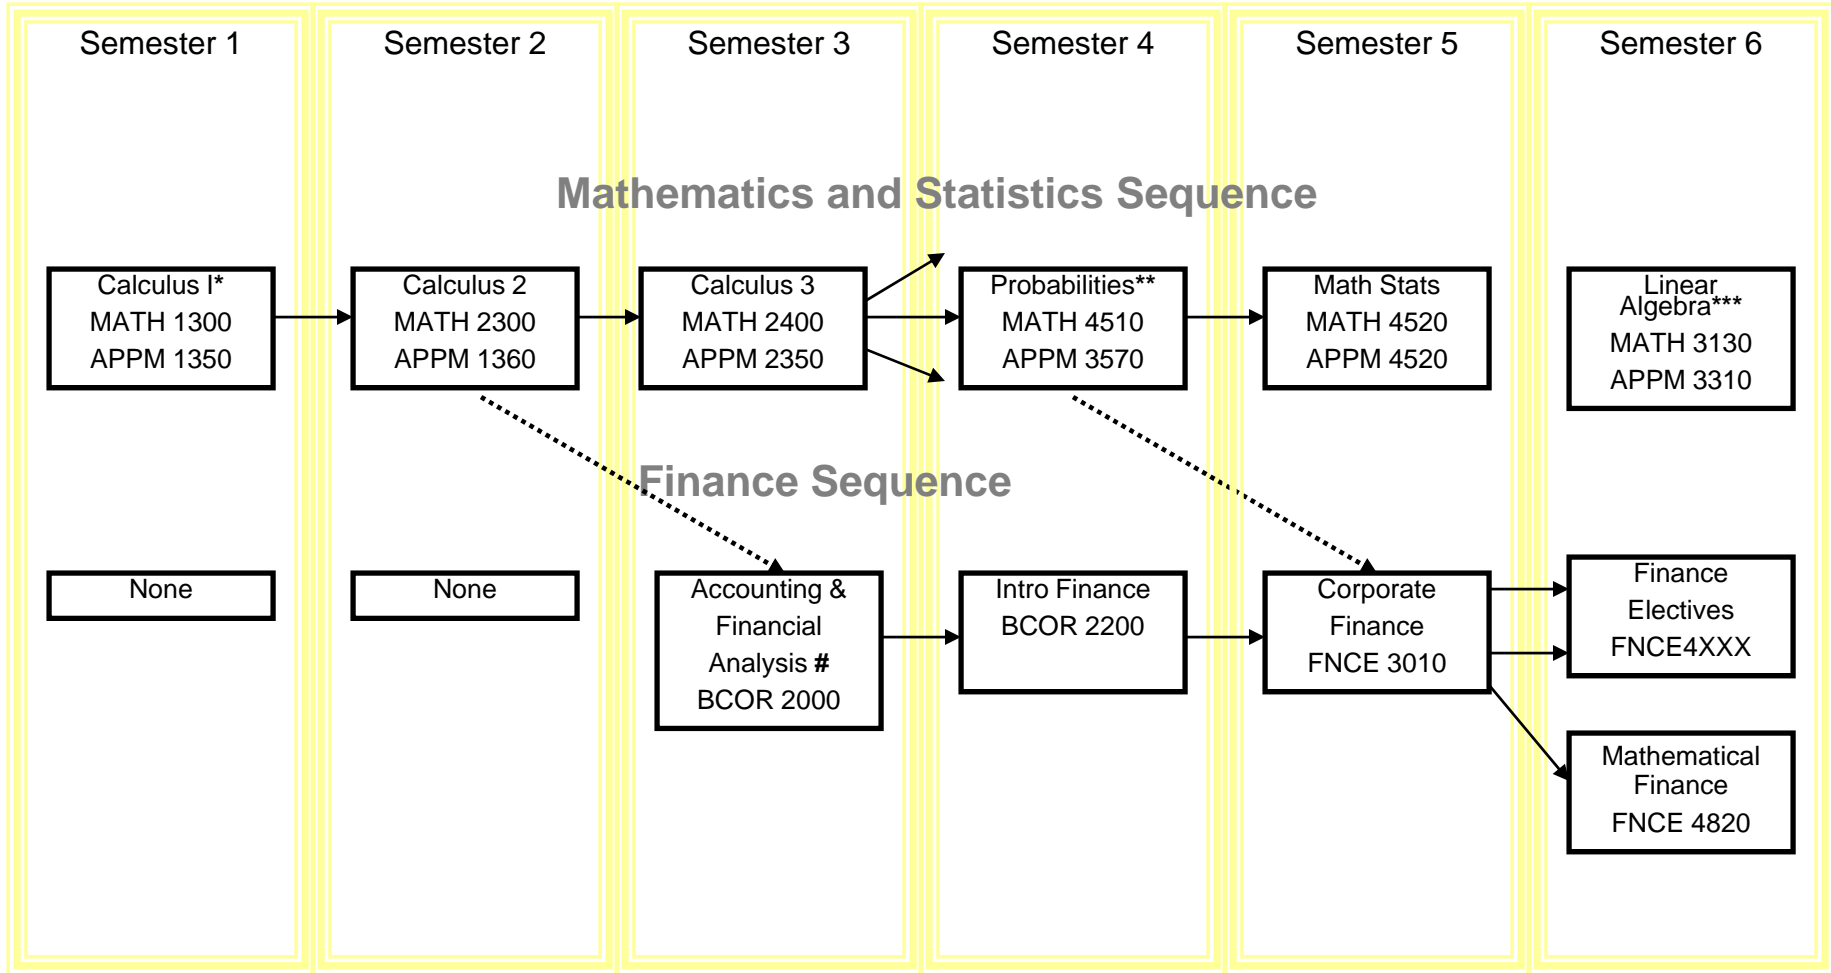 Semester 1
Semester 2
Semester 3
Semester 4
Semester 5
Semester 6
Mathematics and Statistics Sequence
Calculus I*
MATH 1300
APPM 1350
Calculus 2
MATH 2300
APPM 1360
Calculus 3
MATH 2400
APPM 2350
Probabilities**
MATH 4510
APPM 3570
Math Stats
MATH 4520
APPM 4520
Linear
Algebra***
MATH 3130
APPM 3310
Finance Sequence
None
None
Accounting &
Financial
Analysis #
BCOR 2000
Intro Finance
BCOR 2200
Corporate
Finance
FNCE 3010
Finance
Electives
FNCE4XXX
Mathematical
Finance
FNCE 4820